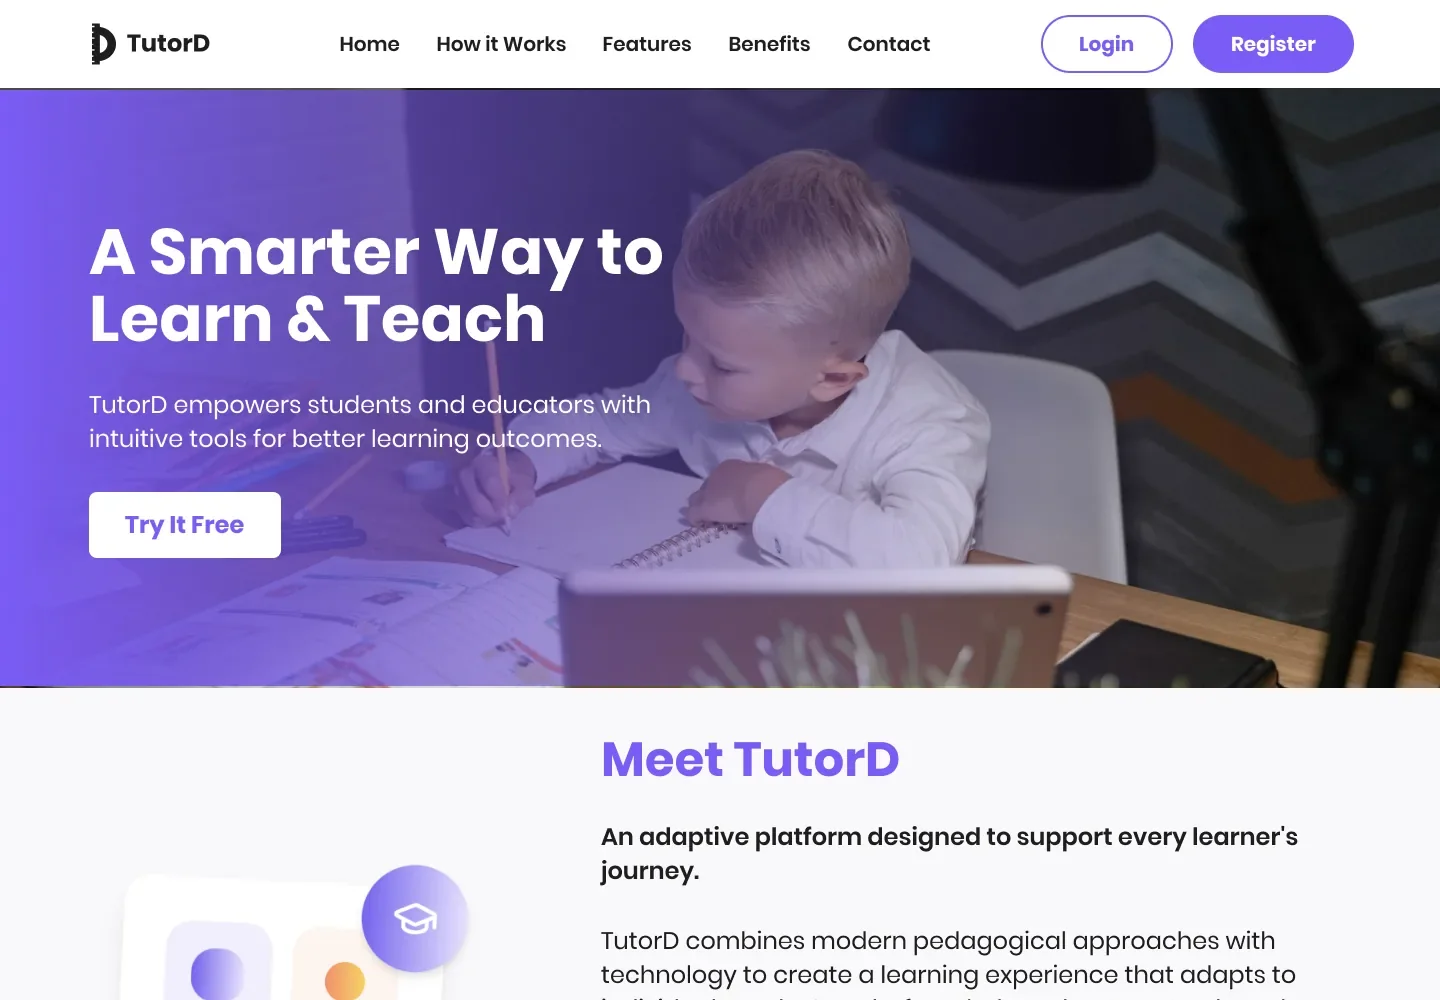 TutorD
Home
How it Works
Features
Benefits
Contact
Login
Register
A Smarter Way to
Learn & Teach
TutorD empowers students and educators with
intuitive tools for better learning outcomes.
Try It Free
Meet TutorD
An adaptive platform designed to support every learner's
journey.
TutorD combines modern pedagogical approaches with
technology to create a learning experience that adapts to